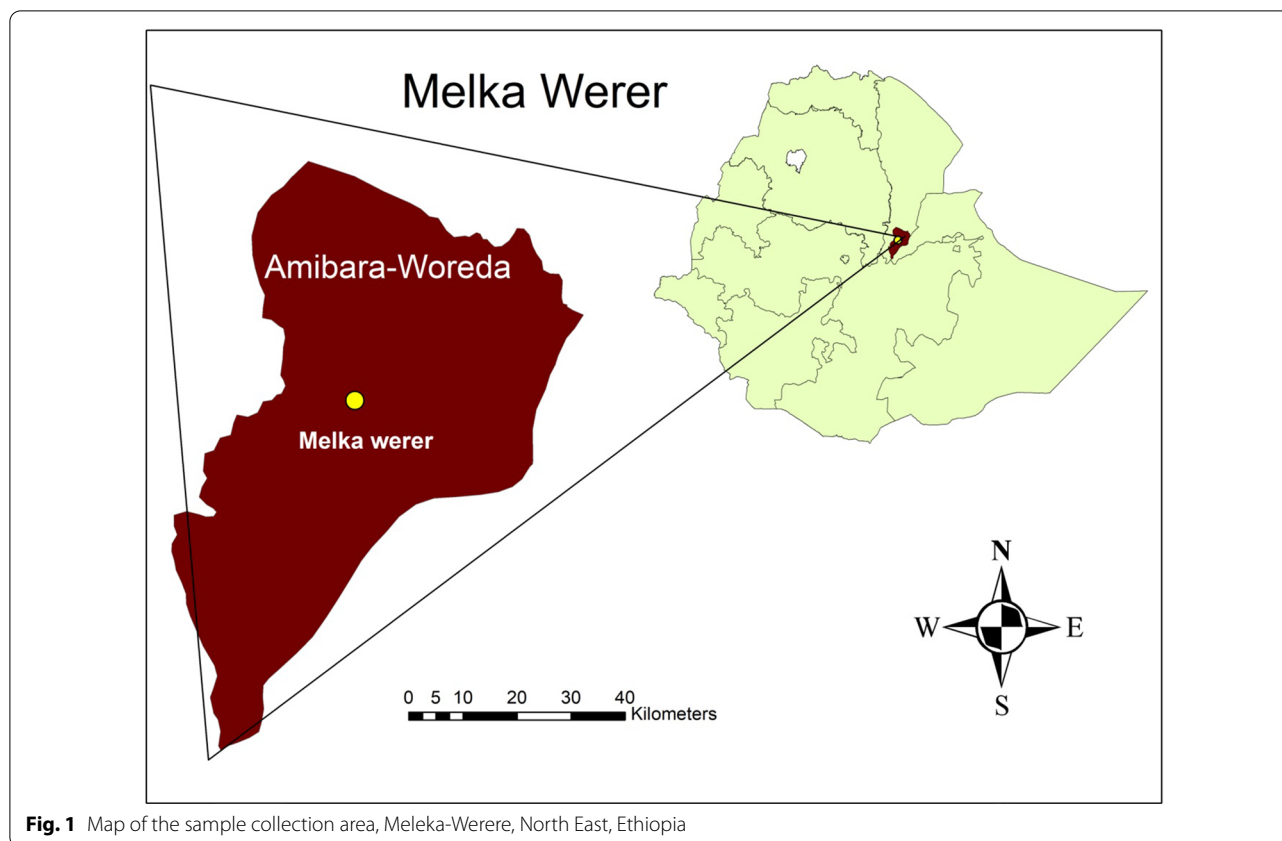 Melka Werer
Amibara-Woreda
Melka werer
N
W E
S
0 5 10 20 30 40
Kilometers
Fig. 1 Map of the sample collection area, Meleka-Werere, North East, Ethiopia